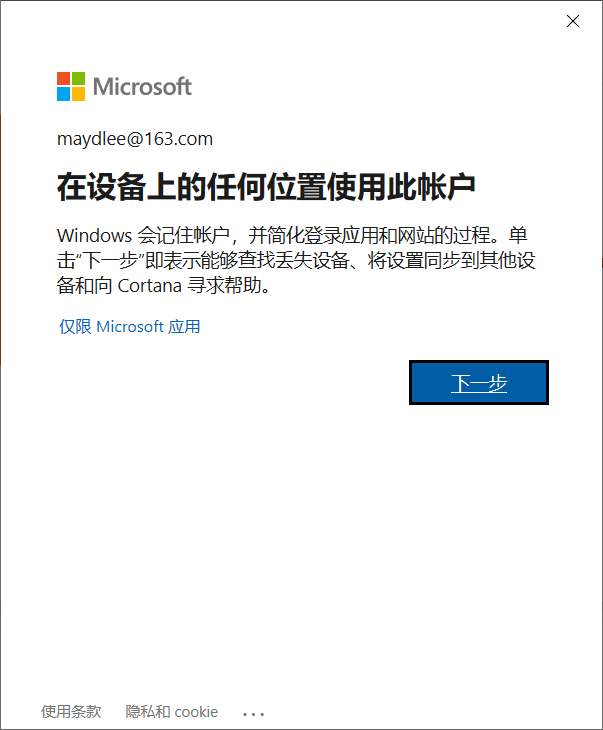 Microsoft
maydlee@163.com
在设备上的任何位置使用此帐户
Windows 会记住帐户，并简化登录应用和网站的过程。单
击“下一步”即表示能够查找丢失设备、将设置同步到其他设
备和向 Cortana 寻求帮助。
仅限 Microsoft 应用
下一步
使用条款 隐私和 cookie ...